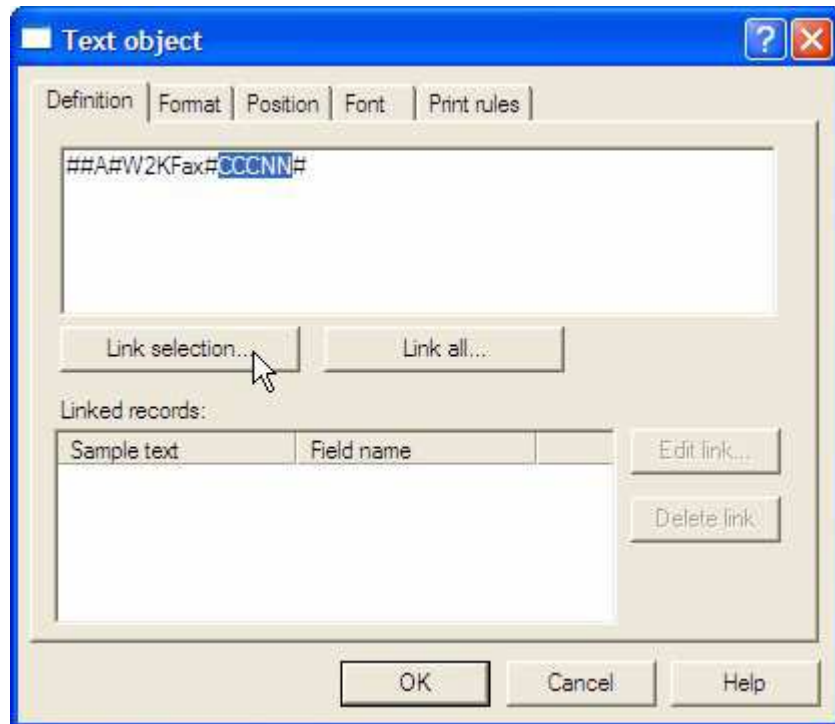 Text object
Definition Format Position Font Print rules
##A#W2KFax#CCCNN#
Link selection... Link all...
Linked records:
Sample text Field name
Edit link...
Delete link
OK Cancel Help